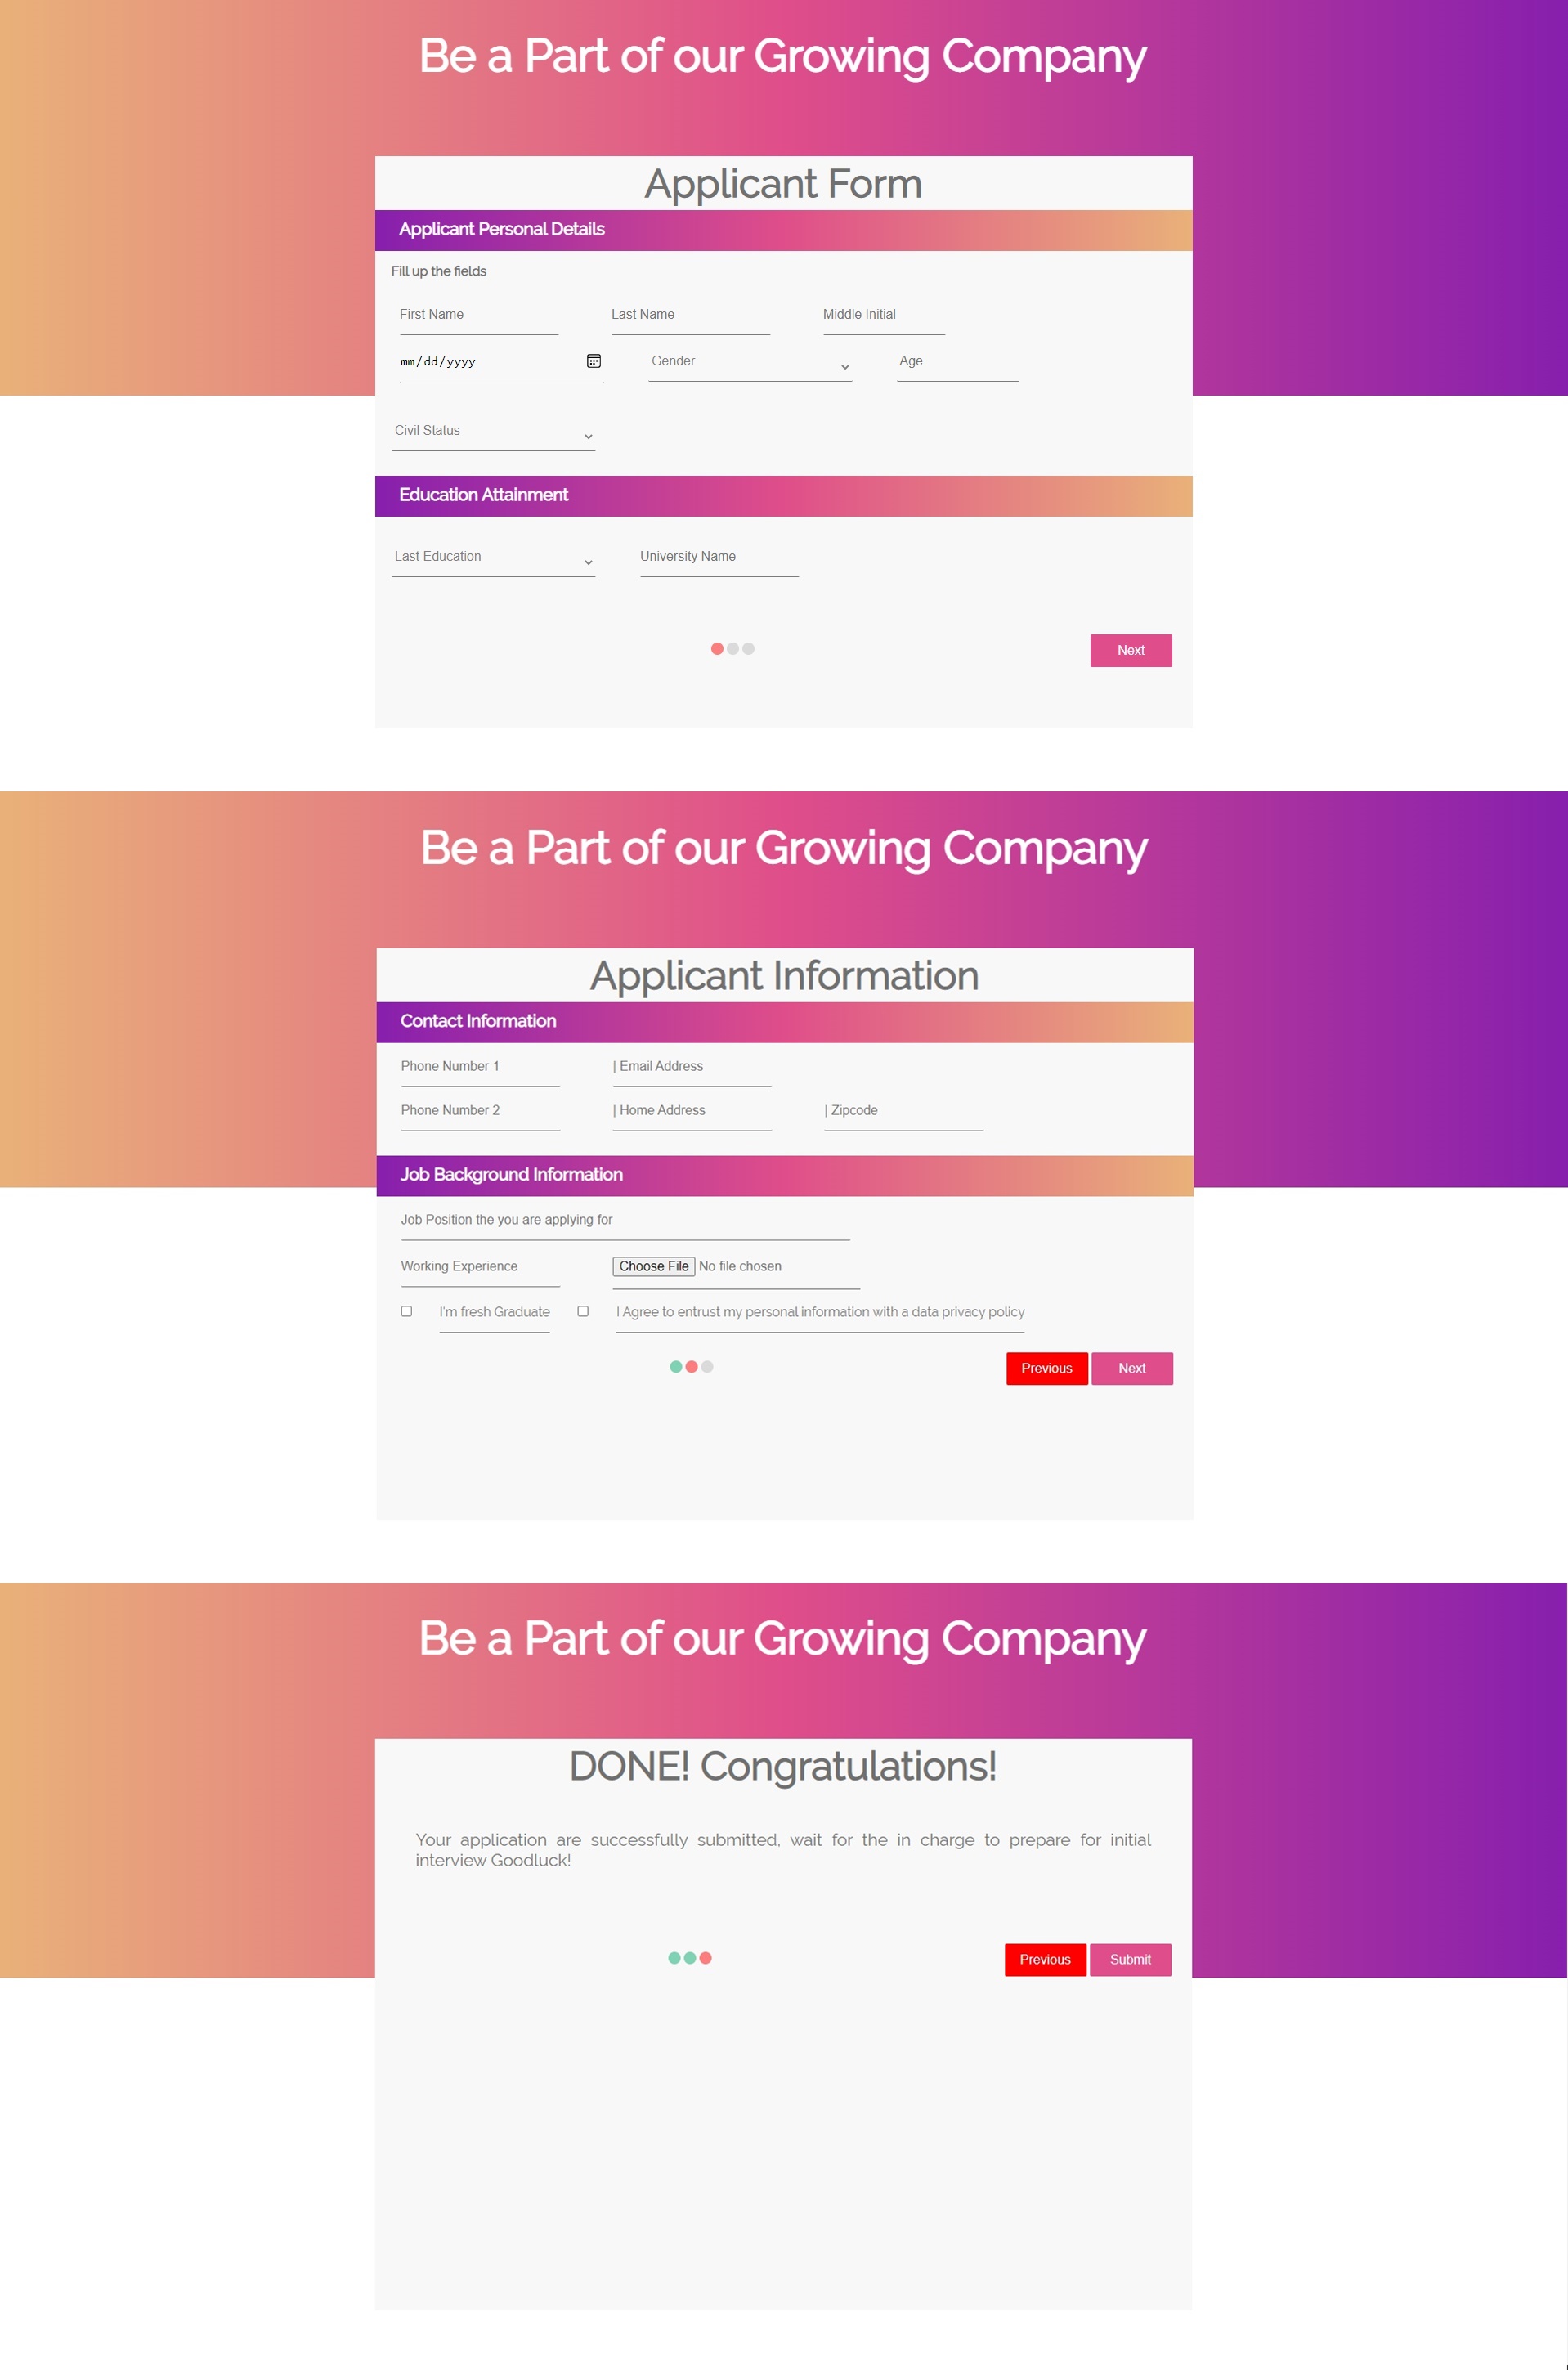 Be a Part of our Growing Company
Applicant Form
Applicant Personal Details
Fill up the fields
First Name Last Name Middle Initial
mm/dd/yyyy Gender Age
Civil Status
Education Attainment
Last Education University Name
Next
Be a Part of our Growing Company
Applicant Information
Contact Information
Phone Number 1 | Email Address
Phone Number 2 | Home Address | Zipcode
Job Background Information
Job Position the you are applying for
Working Experience Choose File No file chosen
I'm fresh Graduate I Agree to entrust my personal information with a data privacy policy
Previous Next
Be a Part of our Growing Company
DONE! Congratulations!
Your application are successfully submitted, wait for the in charge to prepare for initial
interview Goodluck!
Previous Submit